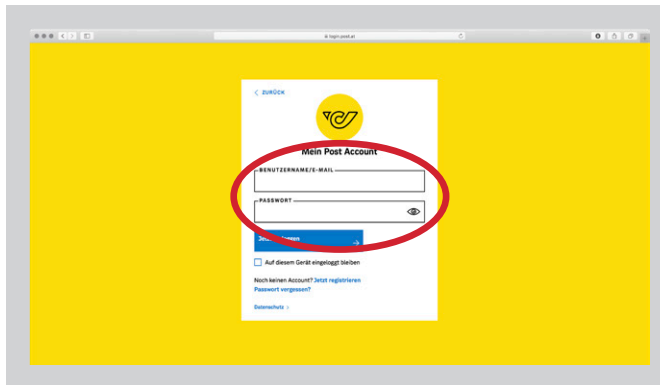 login.post.at
< ZURÜCK
Mein Post Account
BENUTZERNAME/E-MAIL
PASSWORT
Auf diesem Gerät eingeloggt bleiben
Noch keinen Account? Jetzt registrieren
Passwort vergessen?
Datenschutz >